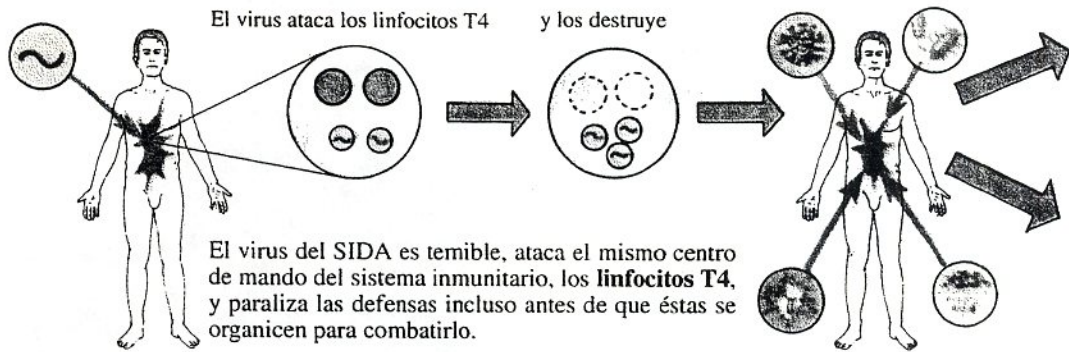 El virus ataca los linfocitos T4
y los destruye
El virus del SIDA es temible, ataca el mismo centro
de mando del sistema inmunitario, los linfocitos T4,
y paraliza las defensas incluso antes de que éstas se
organicen para combatirlo.